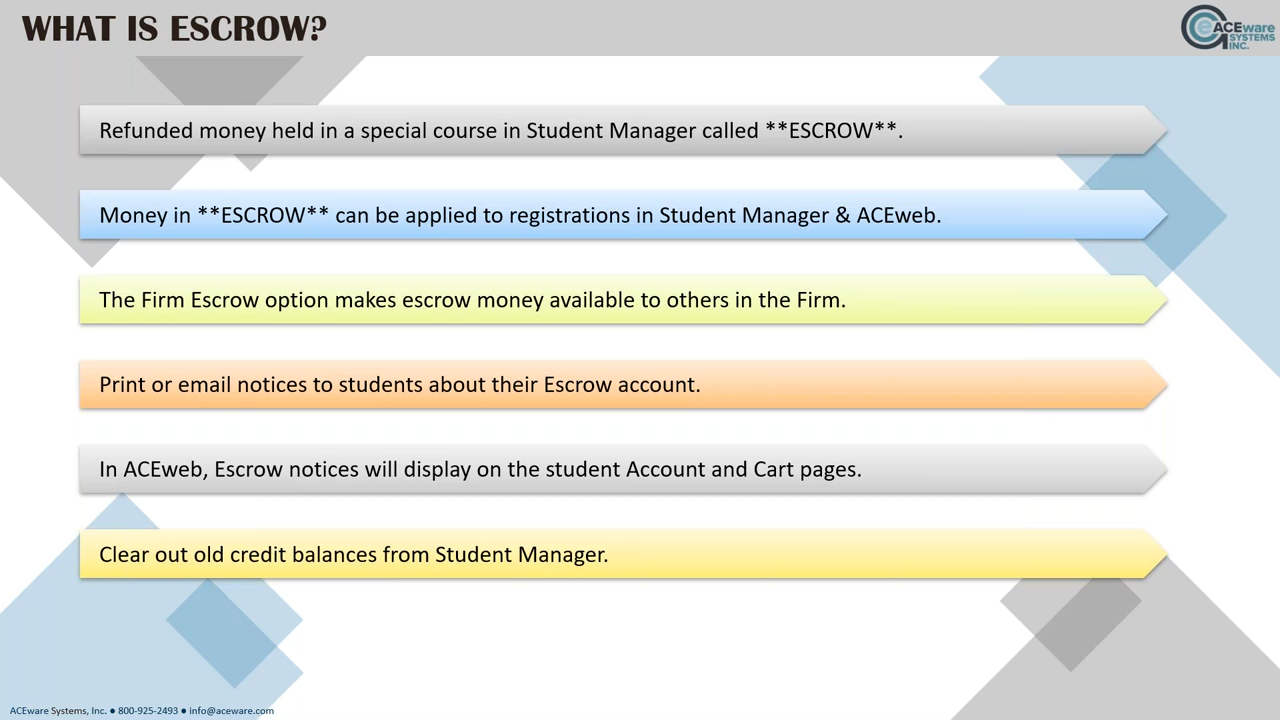 WHAT IS ESCROW?
ACEware
SYSTEMS
INC.
Refunded money held in a special course in Student Manager called **ESCROW**.
Money in **ESCROW** can be applied to registrations in Student Manager & ACEweb.
The Firm Escrow option makes escrow money available to others in the Firm.
Print or email notices to students about their Escrow account.
In ACEweb, Escrow notices will display on the student Account and Cart pages.
Clear out old credit balances from Student Manager.
ACEware Systems, Inc. ● 800-925-2493 ● info@aceware.com